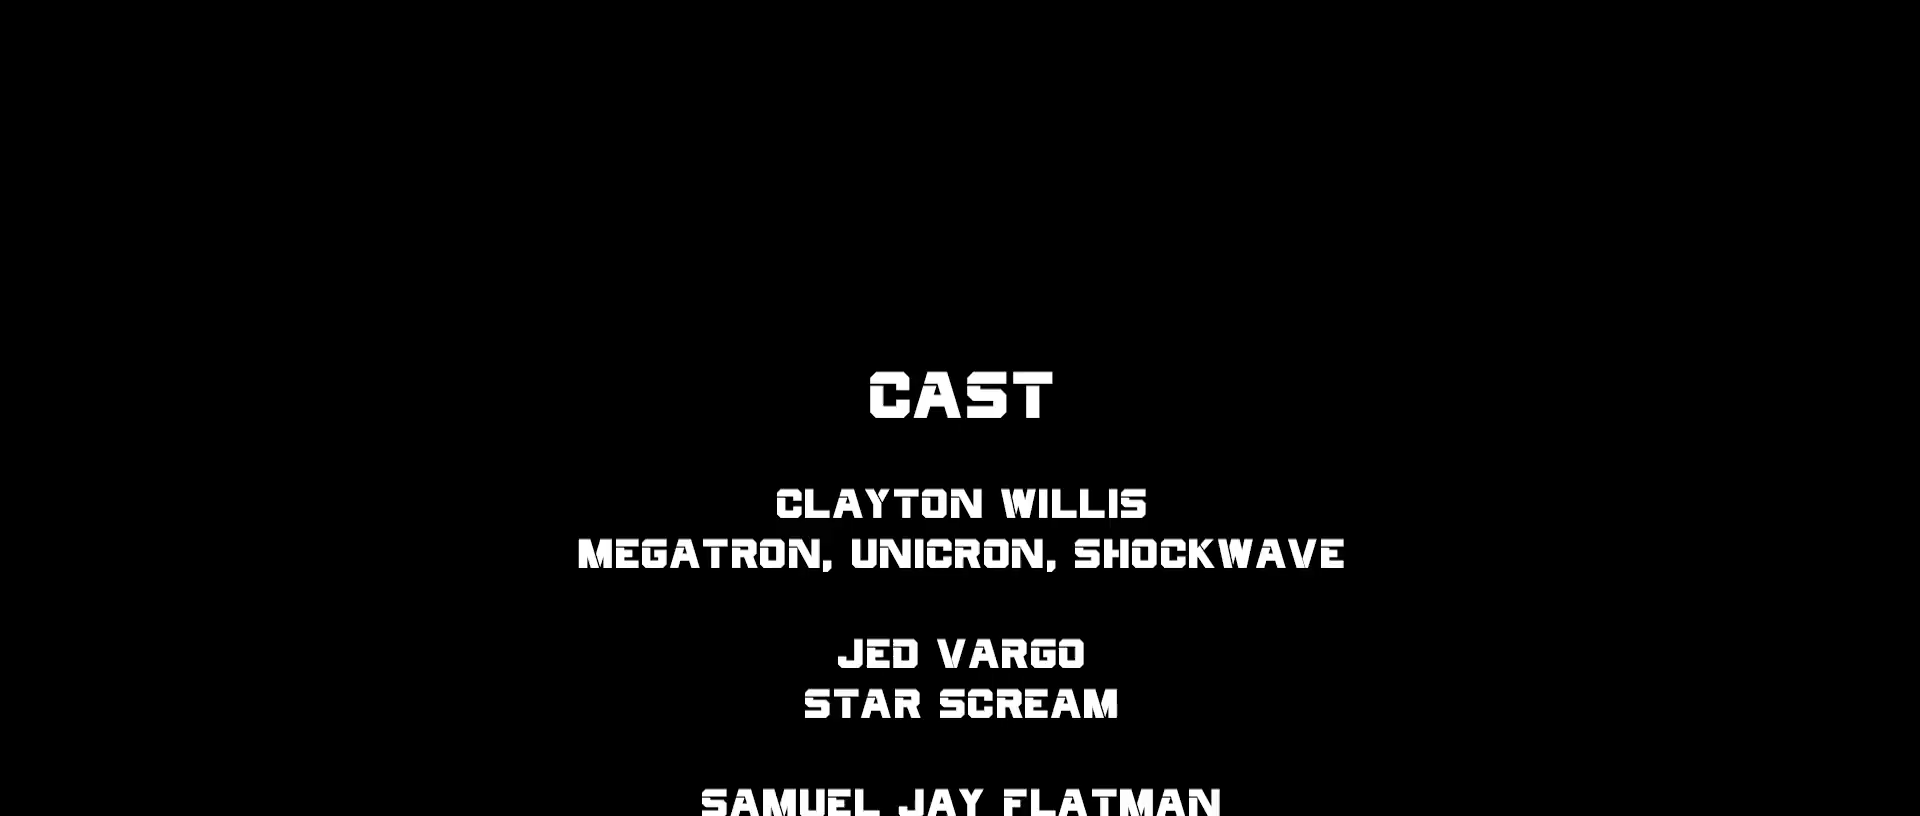 CAST
CLAYTON WILLIS
MEGATRON, UNICRON, SHOCKWAVE
JED VARGO
STAR SCREAM
SAMUEL JAY FLATMAN